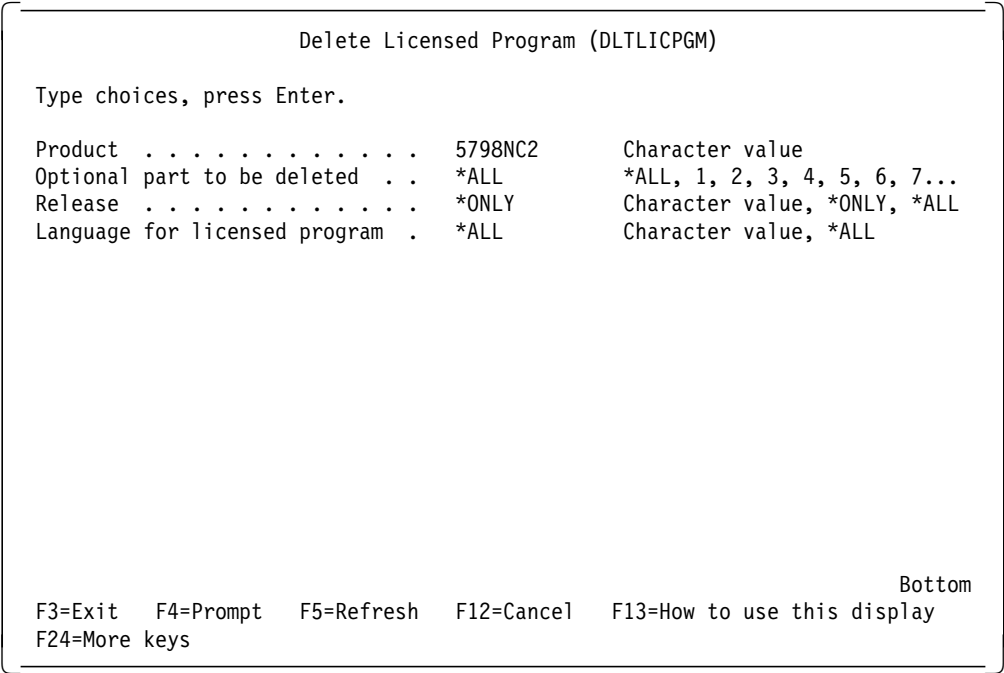 Delete Licensed Program (DLTLICPGM)
Type choices, press Enter.
Product . . . . . . . . . . . . 5798NC2 Character value
Optional part to be deleted . . *ALL *ALL, 1, 2, 3, 4, 5, 6, 7...
Release . . . . . . . . . . . . *ONLY Character value, *ONLY, *ALL
Language for licensed program . *ALL Character value, *ALL
Bottom
F3=Exit F4=Prompt F5=Refresh F12=Cancel F13=How to use this display
F24=More keys